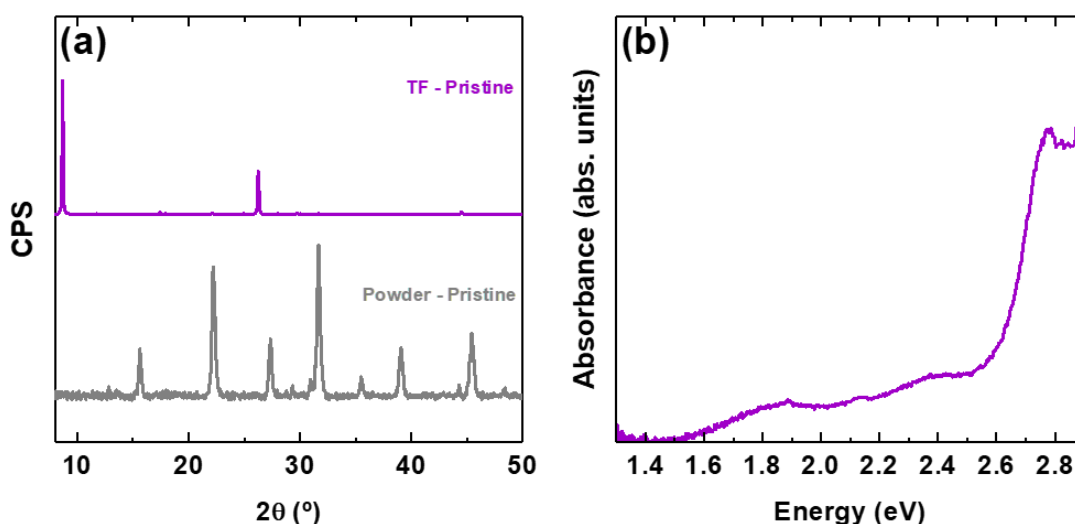 (a)
TF - Pristine
Powder - Pristine
CPS
10 20 30 40 50
2θ (º)
(b)
Absorbance (abs. units)
1.4 1.6 1.8 2.0 2.2 2.4 2.6 2.8
Energy (eV)